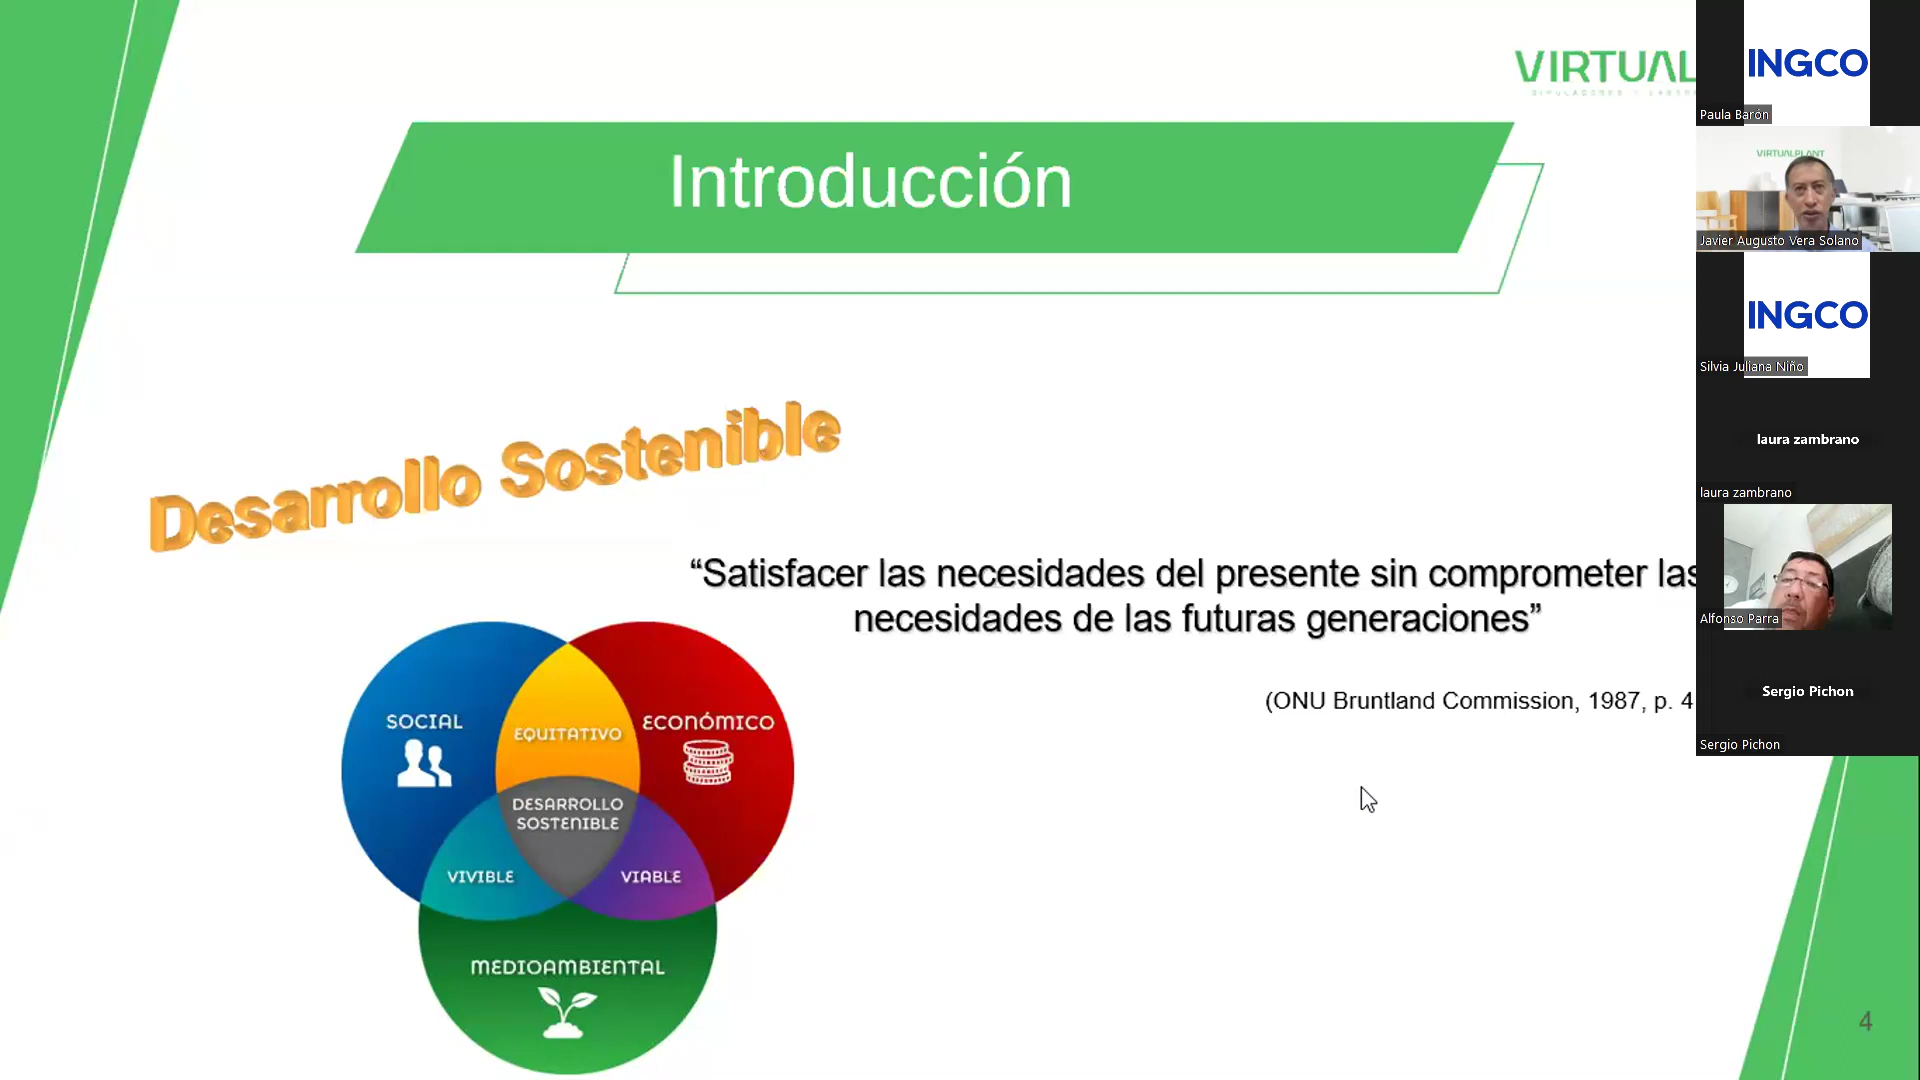 VIRTUAL
Introducción
Desarrollo Sostenible
“Satisfacer las necesidades del presente sin comprometer las
necesidades de las futuras generaciones”
(ONU Bruntland Commission, 1987, p. 4
SOCIAL
EQUITATIVO
ECONÓMICO
DESARROLLO
SOSTENIBLE
VIVIBLE
VIABLE
MEDIOAMBIENTAL
4
INGCO
Paula Barón
VIRTUALPLANT
Javier Augusto Vera Solano
INGCO
Silvia Juliana Niño
laura zambrano
laura zambrano
Alfonso Parra
Sergio Pichon
Sergio Pichon